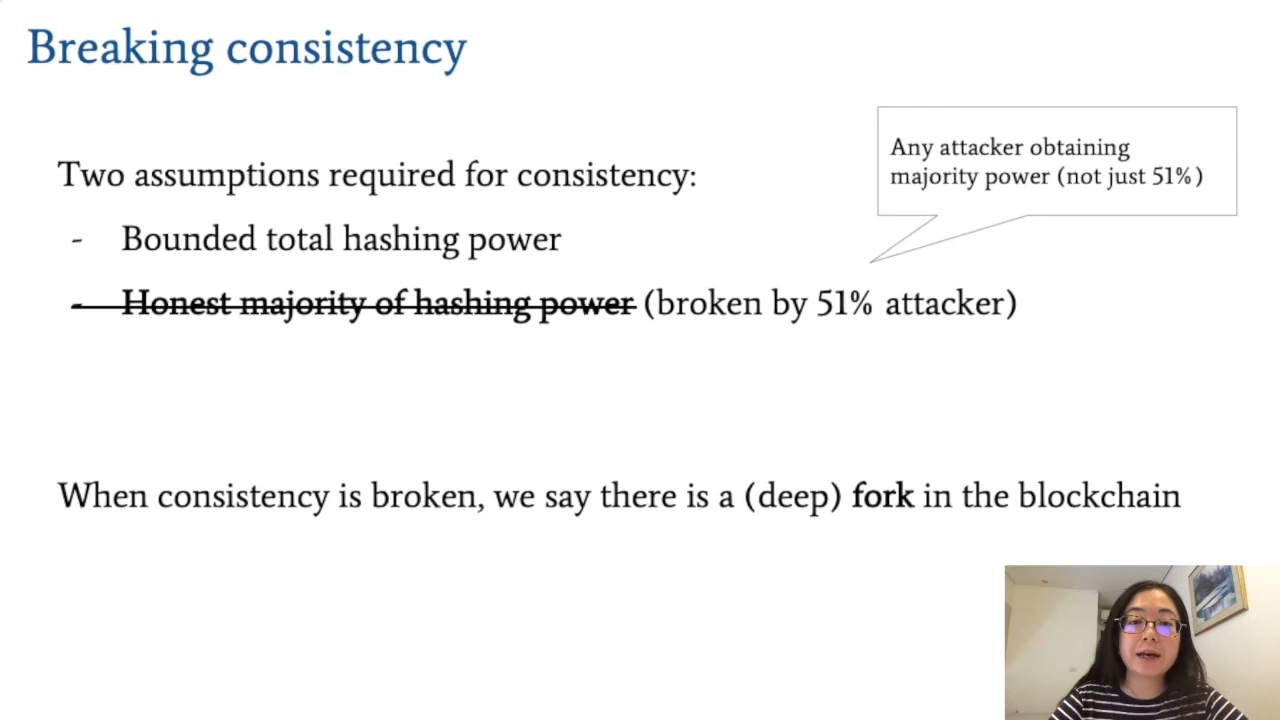 Breaking consistency
Any attacker obtaining
majority power (not just 51%)
Two assumptions required for consistency:
- Bounded total hashing power
- Honest majority of hashing power (broken by 51% attacker)
When consistency is broken, we say there is a (deep) fork in the blockchain